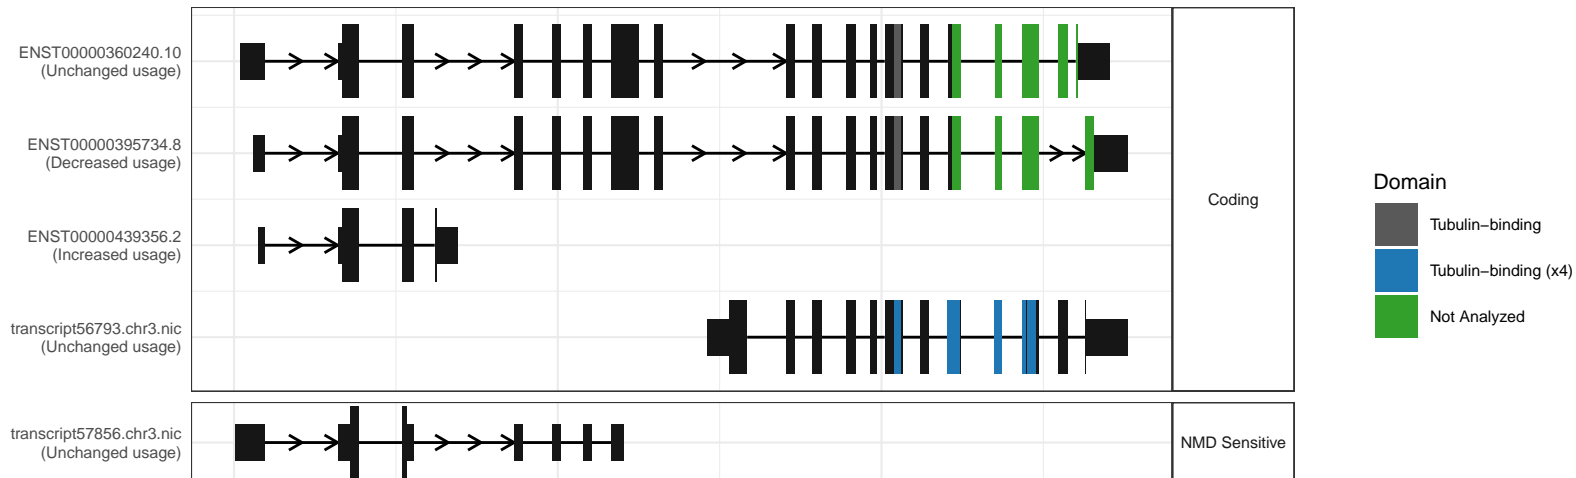 ENST00000360240.10
(Unchanged usage)
ENST00000395734.8
(Decreased usage)
ENST00000439356.2
(Increased usage)
transcript56793.chr3.nic
(Unchanged usage)
transcript57856.chr3.nic
(Unchanged usage)
Coding
NMD Sensitive
Domain
Tubulin−binding
Tubulin−binding (x4)
Not Analyzed